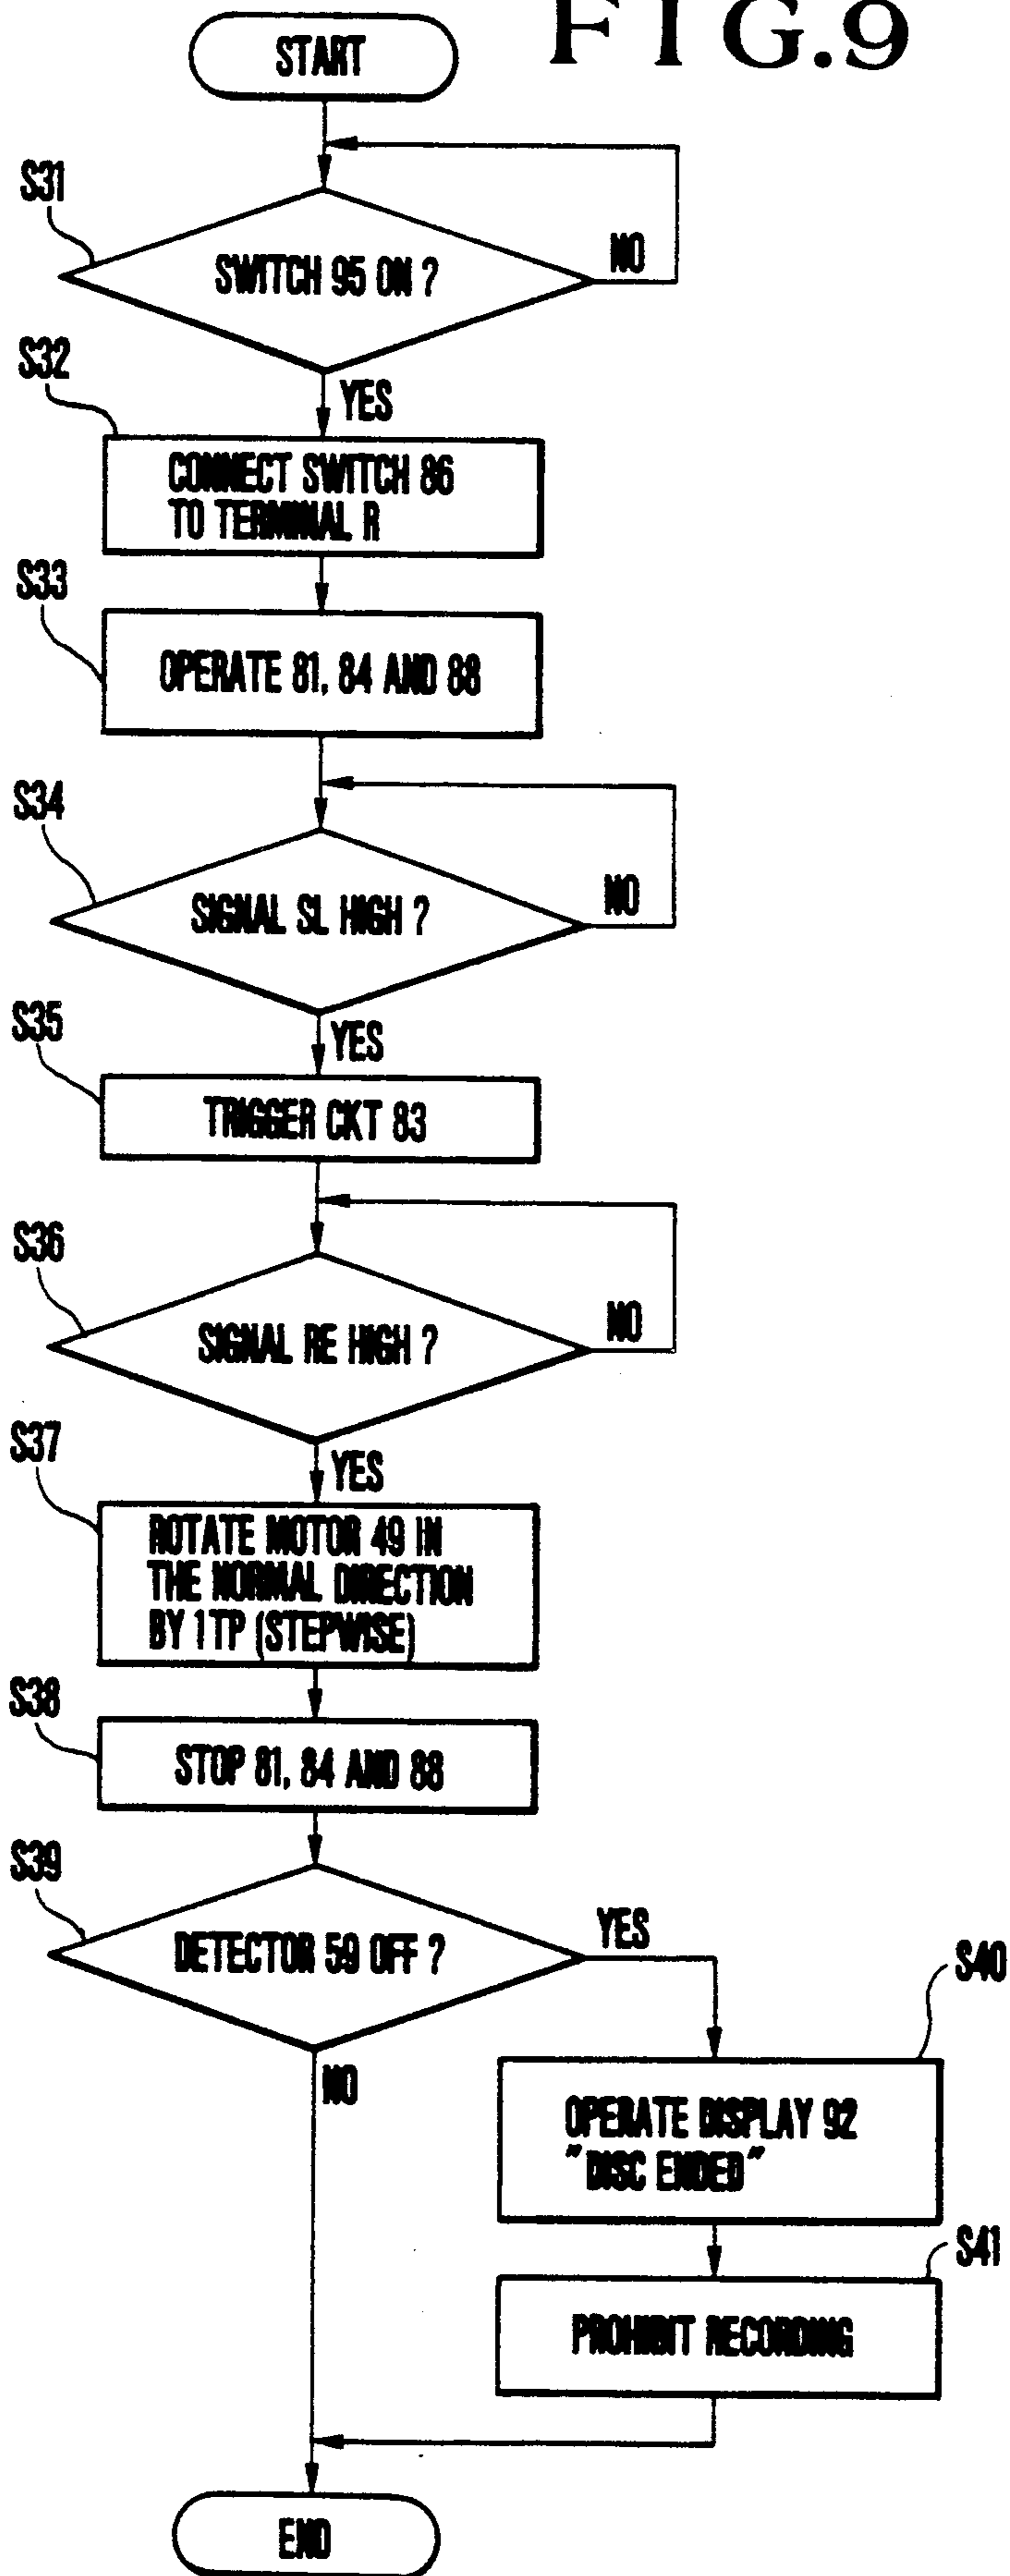 FIG.9
START
S31
SWITCH 95 ON ?
NO
S32
YES
CONNECT SWITCH 86
TO TERMINAL R
S33
OPERATE 81, 84 AND 88
S34
SIGNAL SL HIGH ?
NO
S35
YES
TRIGGER CKT 83
S36
SIGNAL RE HIGH ?
NO
S37
YES
ROTATE MOTOR 49 IN
THE NORMAL DIRECTION
BY 1TP (STEPWISE)
S38
STOP 81, 84 AND 88
S39
DETECTOR 59 OFF ?
YES
S40
NO
OPERATE DISPLAY 92
"DISC ENDED"
S41
PROHIBIT RECORDING
END